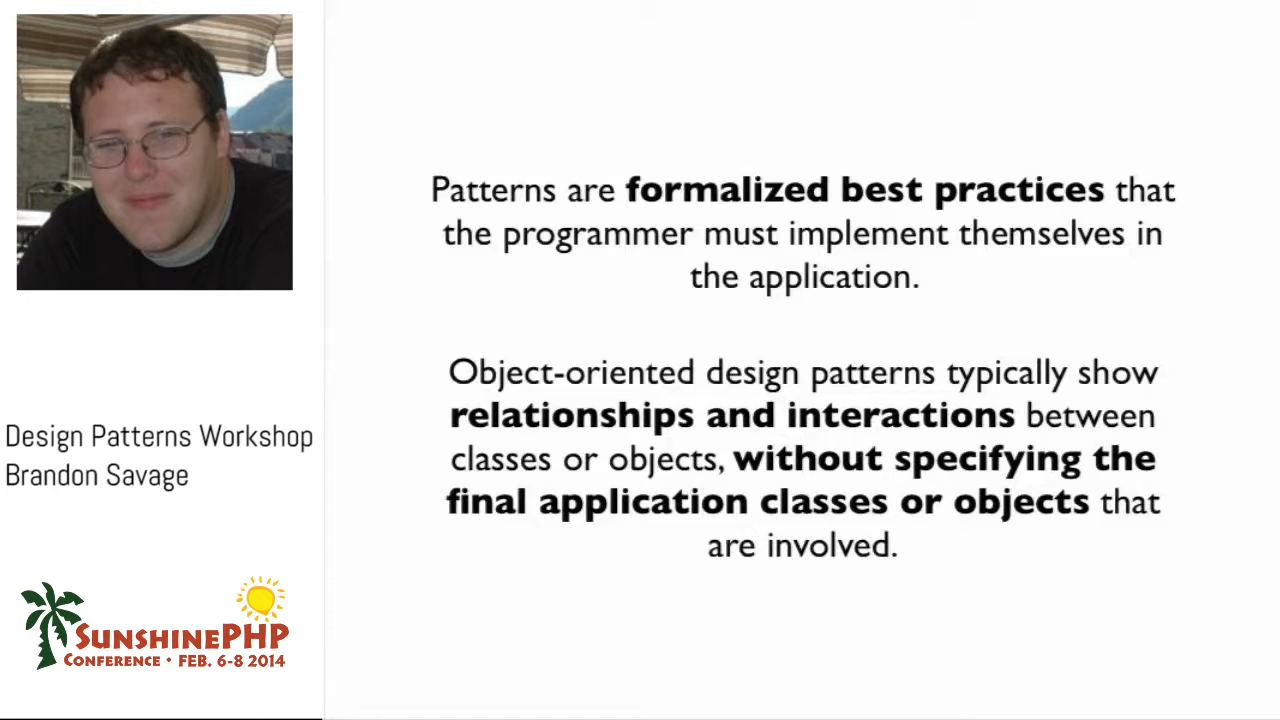 Patterns are formalized best practices that
the programmer must implement themselves in
the application.
Object-oriented design patterns typically show
relationships and interactions between
classes or objects, without specifying the
final application classes or objects that
are involved.
Design Patterns Workshop
Brandon Savage
SUNSHINEPHP
CONFERENCE • FEB. 6-8 2014